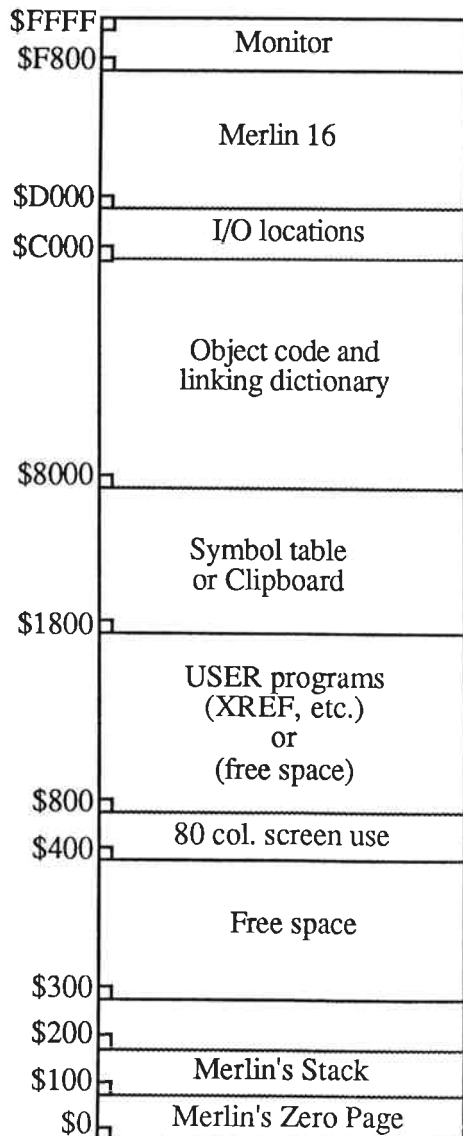 $FFFF
Monitor
$F800
Merlin 16
$D000
I/O locations
$C000
Object code and
linking dictionary
$8000
Symbol table
or Clipboard
$1800
USER programs
(XREF, etc.)
or
(free space)
$800
80 col. screen use
$400
Free space
$300
$200
Merlin's Stack
$100
Merlin's Zero Page
$0